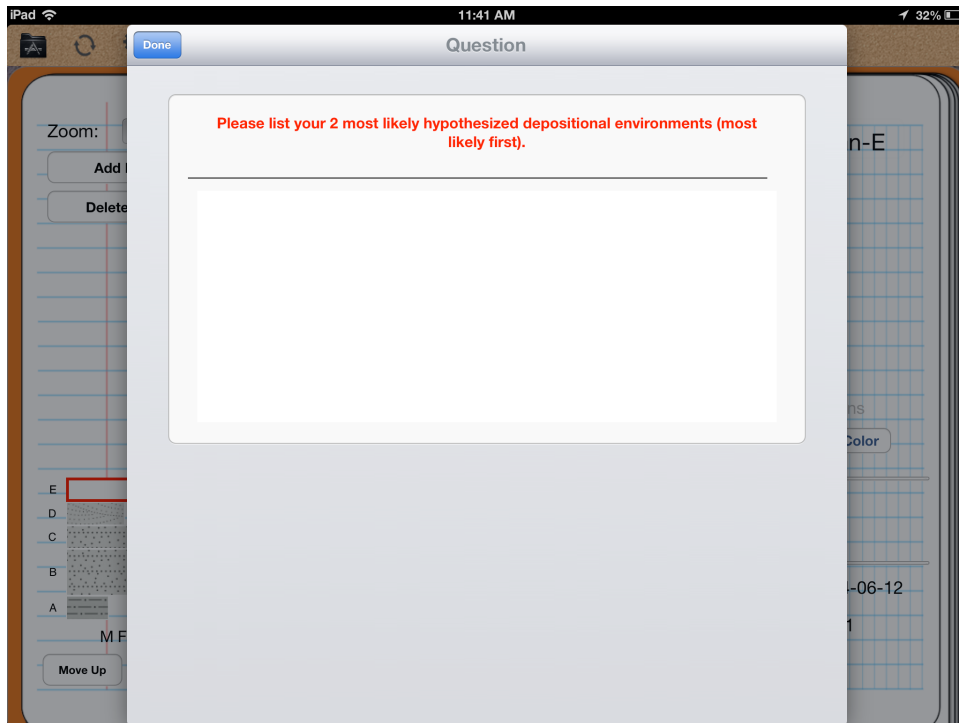 iPad 11:41 AM 32%
Done Question
Please list your 2 most likely hypothesized depositional environments (most
likely first).
Zoom:
Add
Delete
n-E
ns
Color
E
D
C
B
A
M F
-06-12
1
Move Up